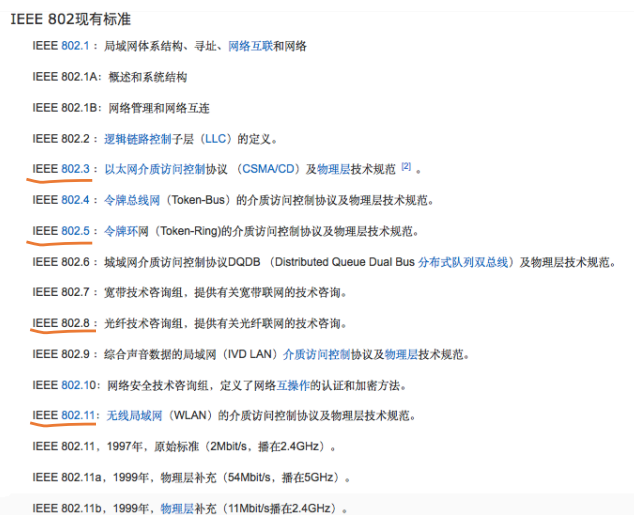 IEEE 802现有标准
IEEE 802.1 ：局域网体系结构、寻址、网络互联和网络
IEEE 802.1A：概述和系统结构
IEEE 802.1B：网络管理和网络互连
IEEE 802.2 ：逻辑链路控制子层（LLC）的定义。
IEEE 802.3 ：以太网介质访问控制协议 （CSMA/CD）及物理层技术规范 [2] 。
IEEE 802.4 ：令牌总线网（Token-Bus）的介质访问控制协议及物理层技术规范。
IEEE 802.5 ：令牌环网（Token-Ring)的介质访问控制协议及物理层技术规范。
IEEE 802.6 ：城域网介质访问控制协议DQDB （Distributed Queue Dual Bus 分布式队列双总线）及物理层技术规范。
IEEE 802.7 ：宽带技术咨询组，提供有关宽带联网的技术咨询。
IEEE 802.8 ：光纤技术咨询组，提供有关光纤联网的技术咨询。
IEEE 802.9 ：综合声音数据的局域网（IVD LAN）介质访问控制协议及物理层技术规范。
IEEE 802.10：网络安全技术咨询组，定义了网络互操作的认证和加密方法。
IEEE 802.11：无线局域网（WLAN）的介质访问控制协议及物理层技术规范。
IEEE 802.11，1997年，原始标准（2Mbit/s，播在2.4GHz）。
IEEE 802.11a，1999年，物理层补充（54Mbit/s，播在5GHz）。
IEEE 802.11b，1999年，物理层补充（11Mbit/s播在2.4GHz）。